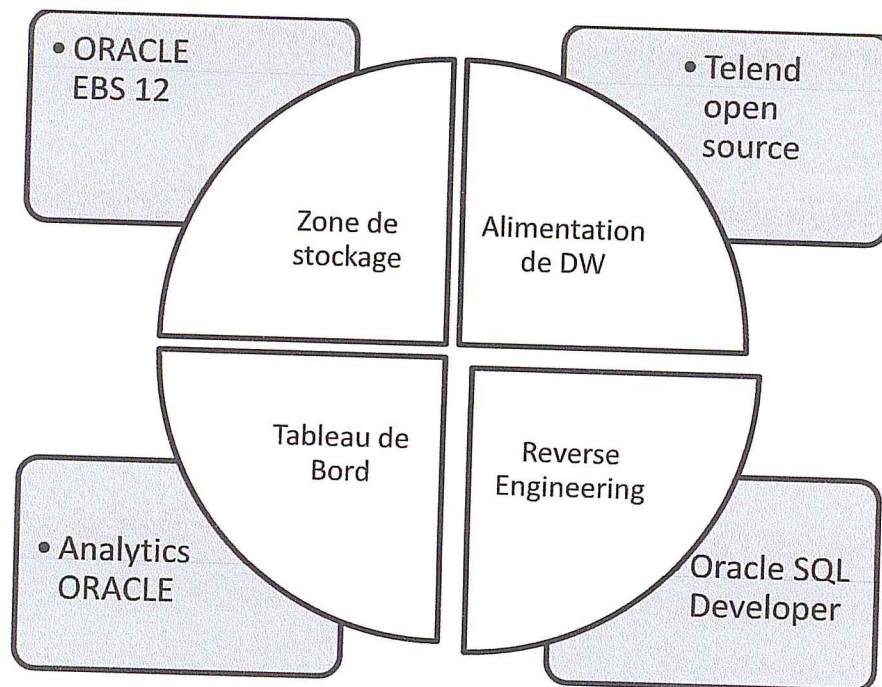 • ORACLE
EBS 12
• Telend
open
source
Zone de
stockage
Alimentation
de DW
Tableau de
Bord
Reverse
Engineering
• Analytics
ORACLE
Oracle SQL
Developer